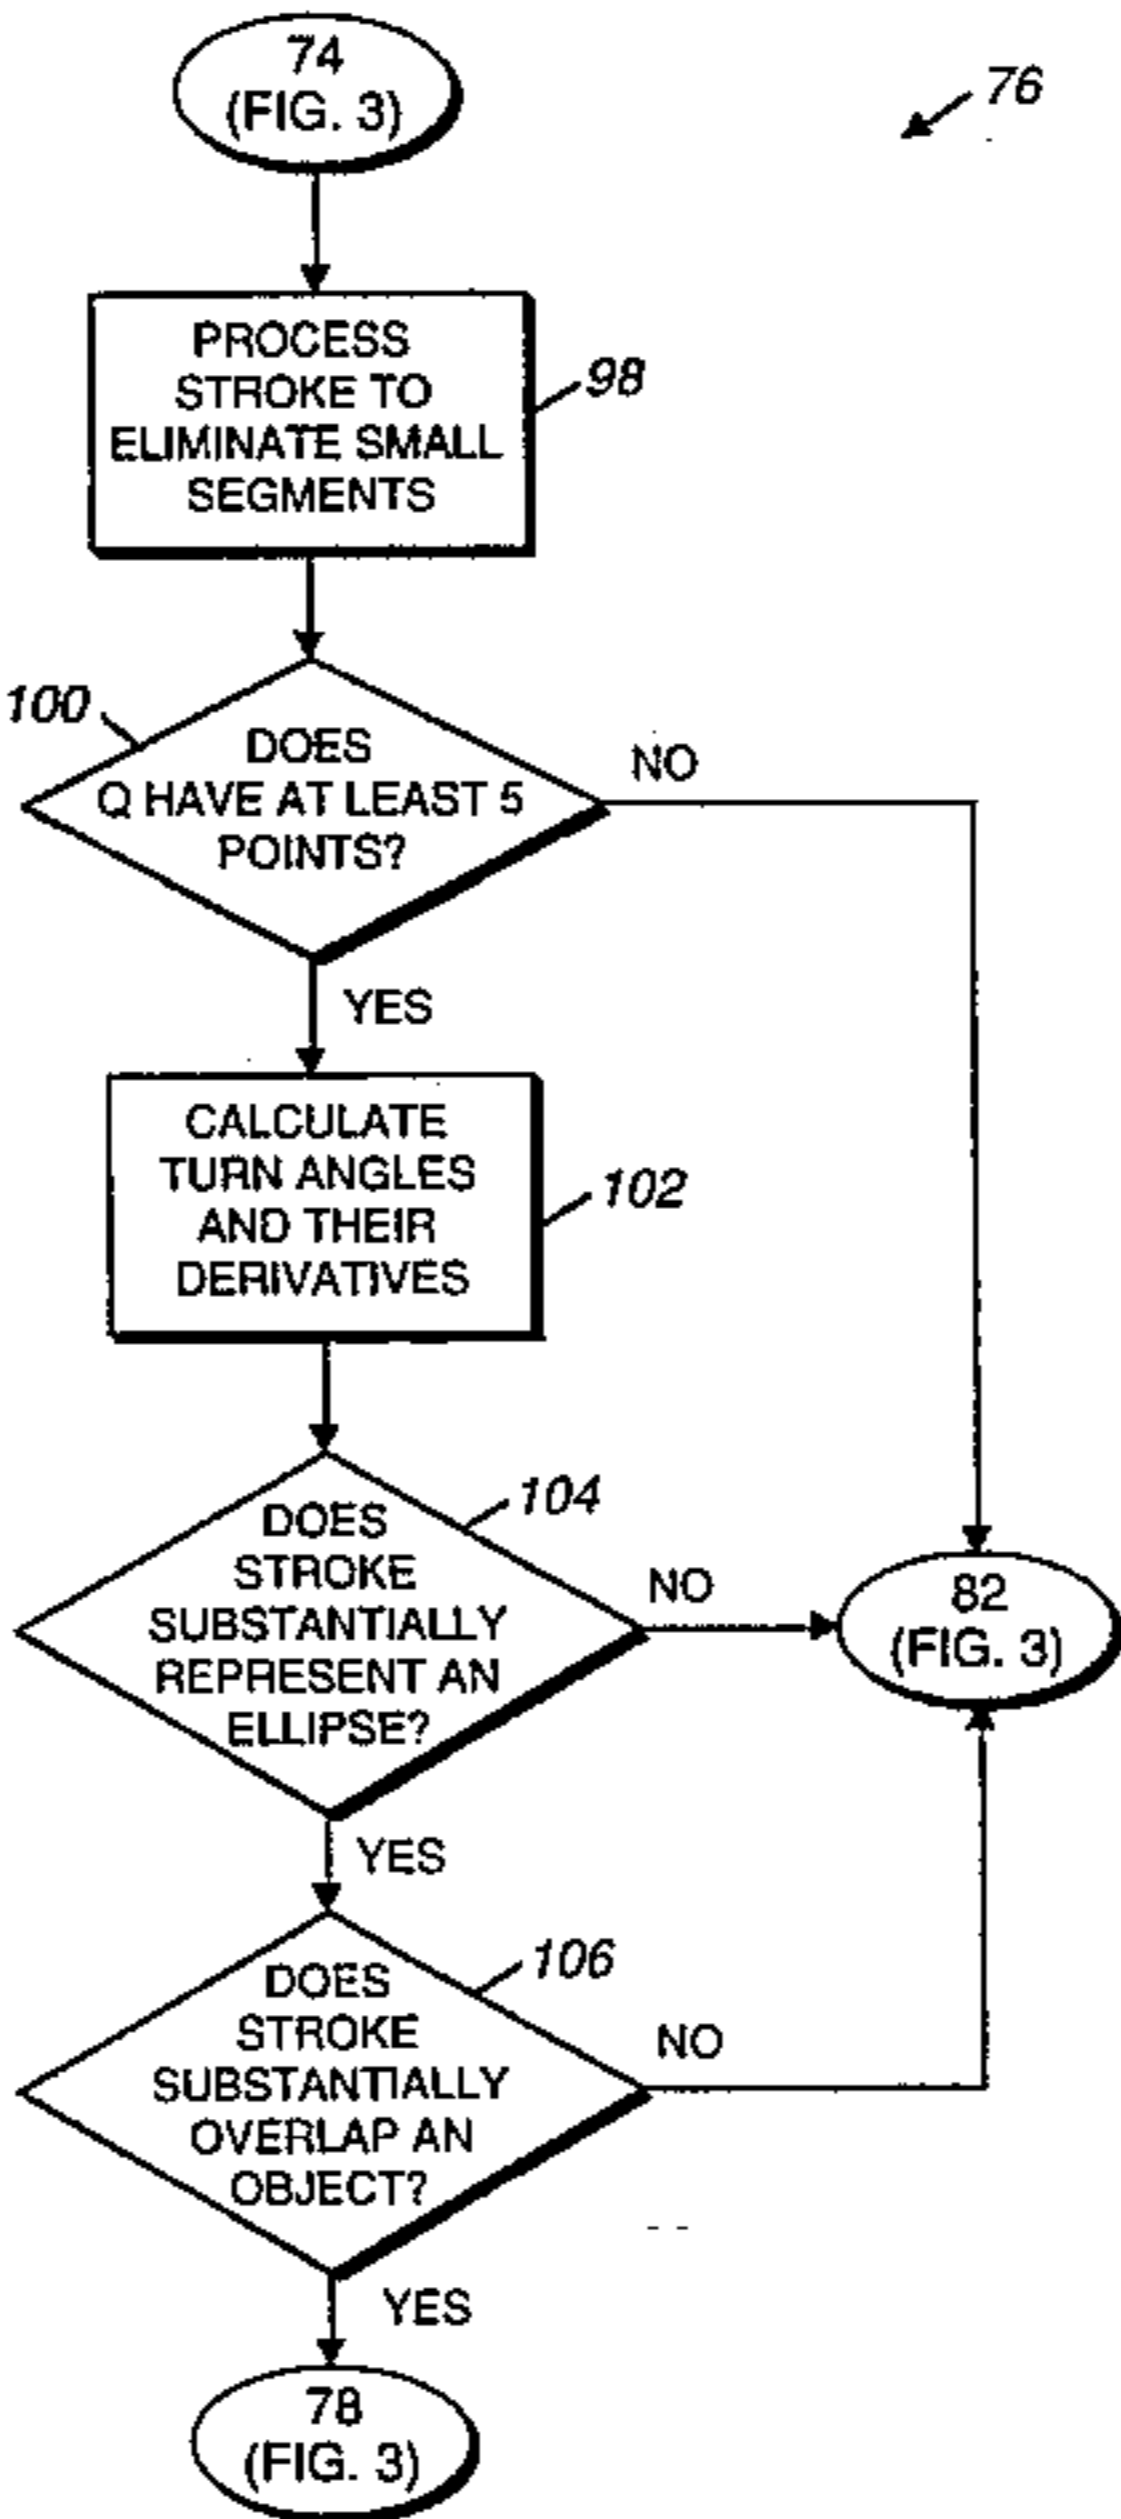 74
(FIG. 3)
76
PROCESS
STROKE TO
ELIMINATE SMALL
SEGMENTS
98
100
DOES
Q HAVE AT LEAST 5
POINTS?
NO
YES
CALCULATE
TURN ANGLES
AND THEIR
DERIVATIVES
102
104
DOES
STROKE
SUBSTANTIALLY
REPRESENT AN
ELLIPSE?
NO
82
(FIG. 3)
YES
106
DOES
STROKE
SUBSTANTIALLY
OVERLAP AN
OBJECT?
NO
YES
78
(FIG. 3)